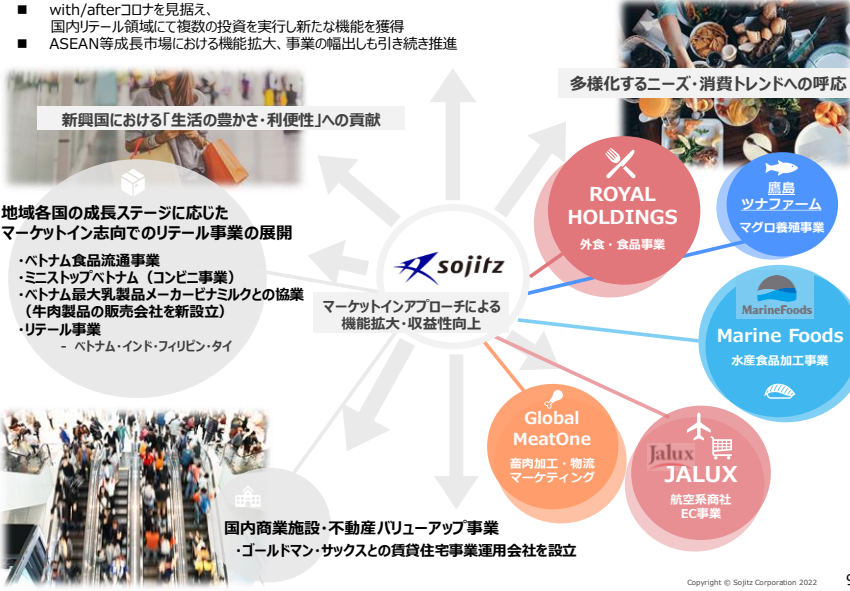 ■ with/afterコロナを見据え、
国内リテール領域にて複数の投資を実行し新たな機能を獲得
■ ASEAN等成長市場における機能拡大、事業の幅出しも引き続き推進
多様化するニーズ・消費トレンドへの呼応
新興国における「生活の豊かさ・利便性」への貢献
地域各国の成長ステージに応じた
マーケットイン志向でのリテール事業の展開
・ベトナム食品流通事業
・ミニストップベトナム（コンビニ事業）
・ベトナム最大乳製品メーカービナミルクとの協業
（牛肉製品の販売会社を新設立）
・リテール事業
- ベトナム・インド・フィリピン・タイ
sojitz
マーケットインアプローチによる
機能拡大・収益性向上
ROYAL
HOLDINGS
外食・食品事業
鷹島
ツナファーム
マグロ養殖事業
MarineFoods
Marine Foods
水産食品加工事業
Global
MeatOne
畜肉加工・物流
マーケティング
Jalux
JALUX
航空系商社
EC事業
国内商業施設・不動産バリューアップ事業
・ゴールドマン・サックスとの賃貸住宅事業運用会社を設立
Copyright © Sojitz Corporation 2022
9